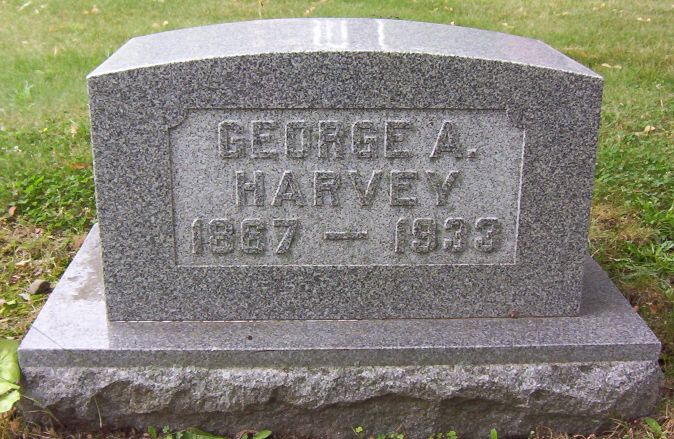 GEORGE A.
HARVEY
1867 — 1933